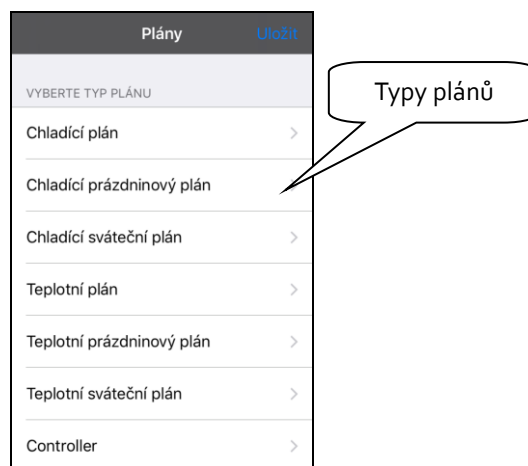 Plány
Uložit
VYBERTE TYP PLÁNU
Chladící plán
Chladící prázdninový plán
Chladící sváteční plán
Teplotní plán
Teplotní prázdninový plán
Teplotní sváteční plán
Controller
Typy plánů